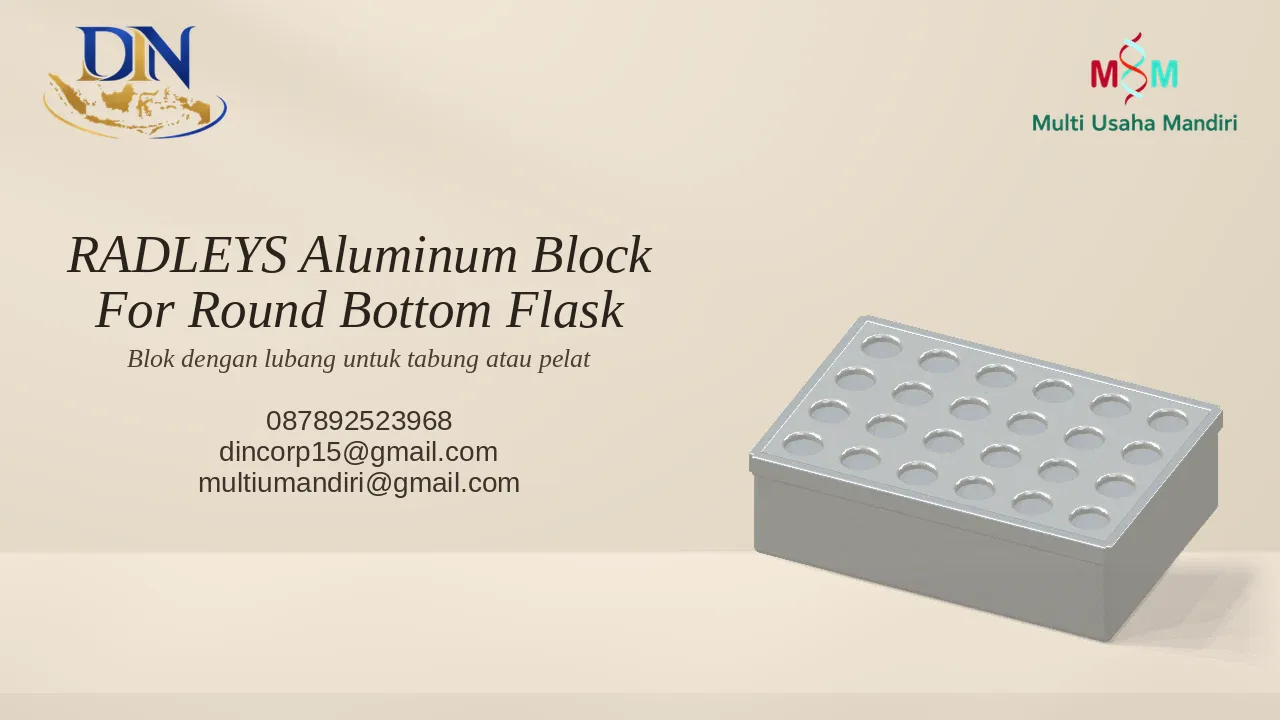 DIN
M M
Multi Usaha Mandiri
RADLEYS Aluminum Block
For Round Bottom Flask
Blok dengan lubang untuk tabung atau pelat
087892523968
dincorp15@gmail.com
multiumandiri@gmail.com